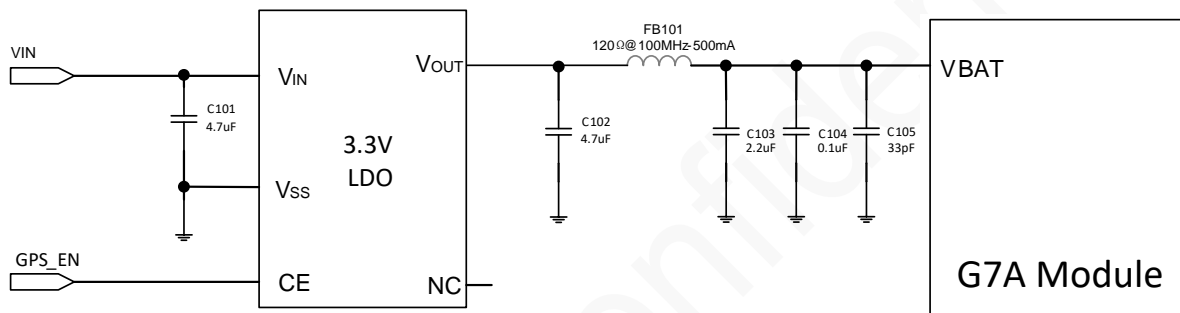 FB101
120Ω@100MHz-500mA
VIN
VIN
VOUT
VBAT
C101
4.7uF
C102
4.7uF
C103
2.2uF
C104
0.1uF
C105
33pF
3.3V
LDO
VSS
GPS_EN
CE
NC
G7A Module